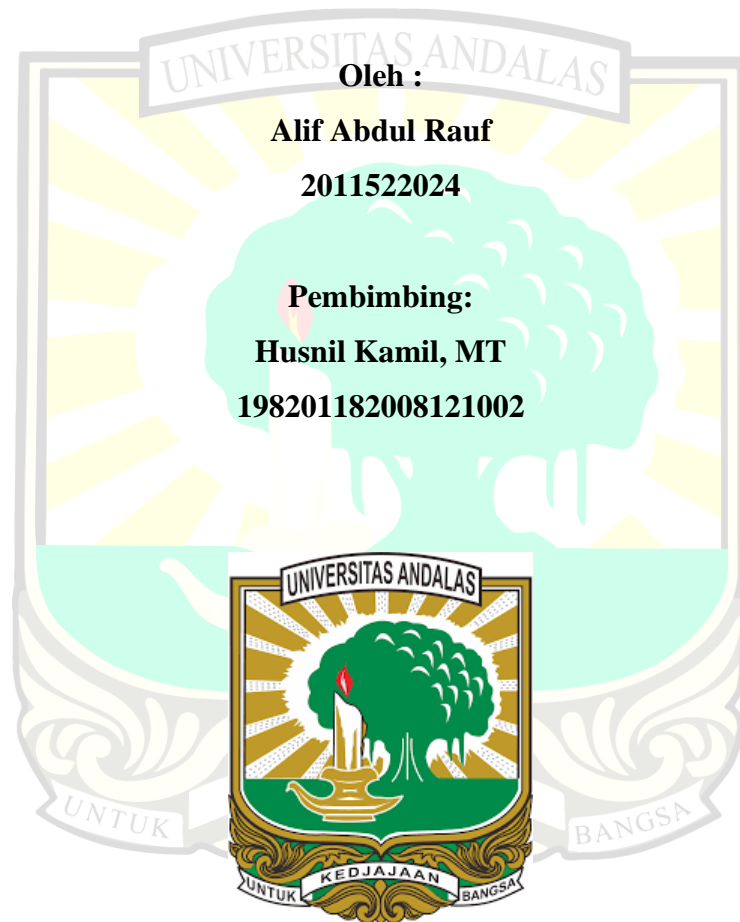 UNIVERSITAS ANDALAS
Oleh :
Alif Abdul Rauf
2011522024
Pembimbing:
Husnil Kamil, MT
198201182008121002
UNIVERSITAS ANDALAS
UNTUK BANGSA
UNTUK KEDJAJAAN BANGSA